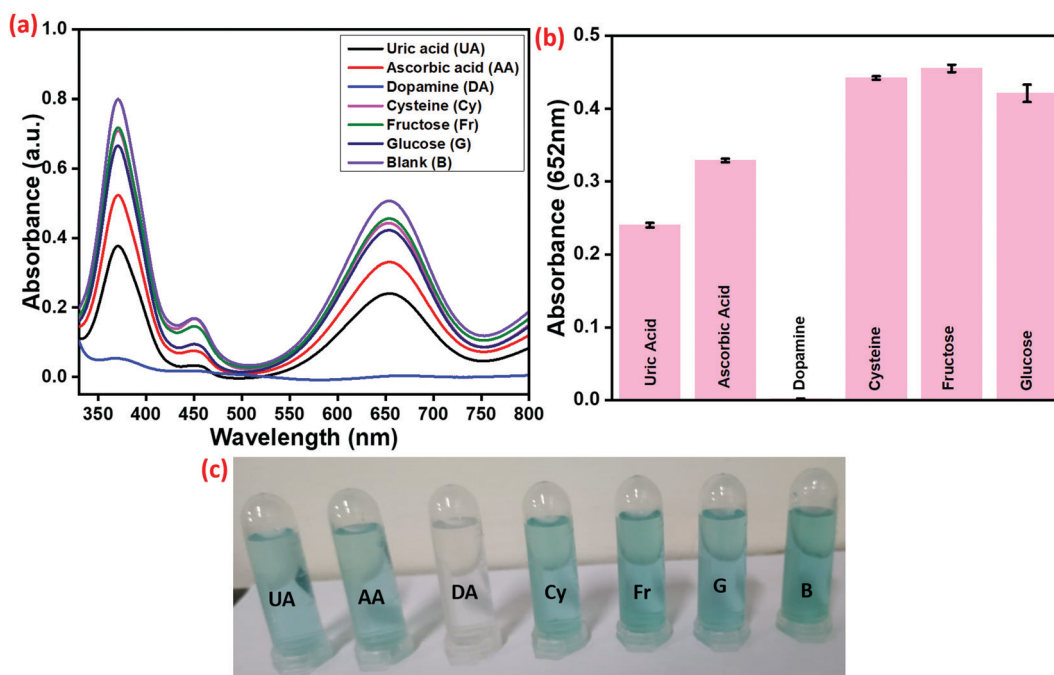 (a)
1.0
0.8
0.6
0.4
0.2
0.0
Absorbance (a.u.)
350 400 450 500 550 600 650 700 750 800
Wavelength (nm)
Uric acid (UA)
Ascorbic acid (AA)
Dopamine (DA)
Cysteine (Cy)
Fructose (Fr)
Glucose (G)
Blank (B)
(b)
0.5
0.4
0.3
0.2
0.1
0.0
Absorbance (652nm)
Uric Acid
Ascorbic Acid
Dopamine
Cysteine
Fructose
Glucose
(c)
UA AA DA Cy Fr G B